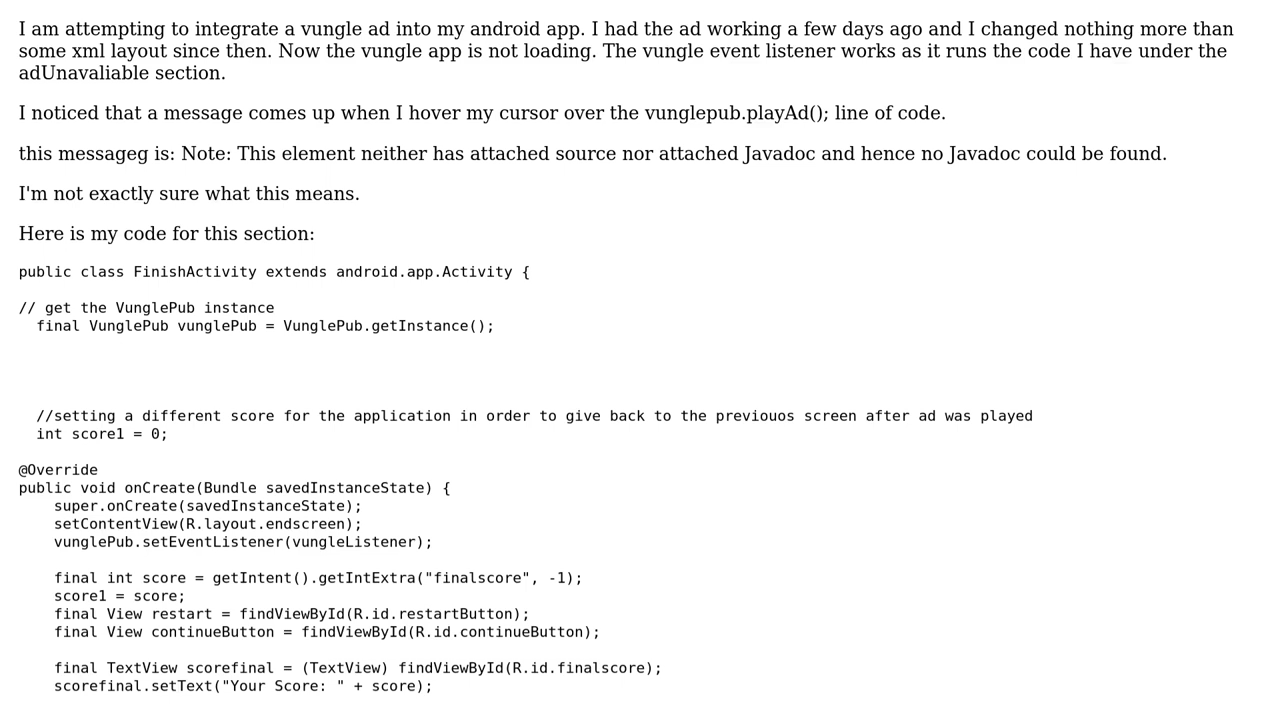 I am attempting to integrate a vungle ad into my android app. I had the ad working a few days ago and I changed nothing more than
some xml layout since then. Now the vungle app is not loading. The vungle event listener works as it runs the code I have under the
adUnavaliable section.
I noticed that a message comes up when I hover my cursor over the vunglepub.playAd(); line of code.
this messageg is: Note: This element neither has attached source nor attached Javadoc and hence no Javadoc could be found.
I'm not exactly sure what this means.
Here is my code for this section:
public class FinishActivity extends android.app.Activity {
// get the VunglePub instance
  final VunglePub vunglePub = VunglePub.getInstance();
  //setting a different score for the application in order to give back to the previouos screen after ad was played
  int score1 = 0;
@Override
public void onCreate(Bundle savedInstanceState) {
    super.onCreate(savedInstanceState);
    setContentView(R.layout.endscreen);
    vunglePub.setEventListener(vungleListener);
    final int score = getIntent().getIntExtra("finalscore", -1);
    score1 = score;
    final View restart = findViewById(R.id.restartButton);
    final View continueButton = findViewById(R.id.continueButton);
    final TextView scorefinal = (TextView) findViewById(R.id.finalscore);
    scorefinal.setText("Your Score: " + score);